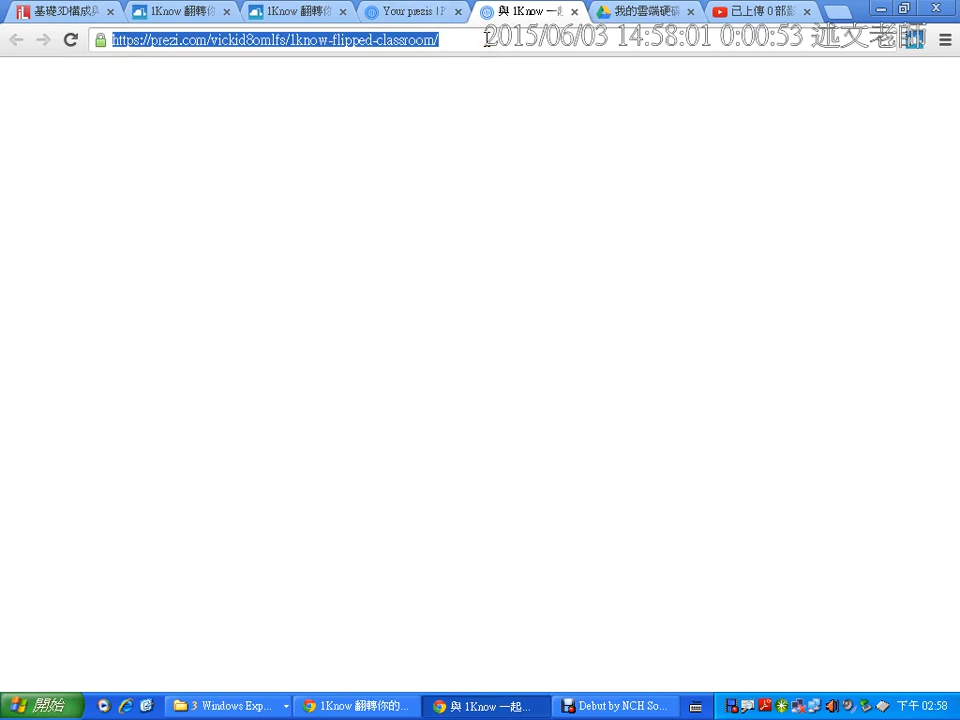 基礎3D構成與
1Know 翻轉你
1Know 翻轉你
Your prezis | P
與 1Know 一起
我的雲端硬碟
已上傳 0 部影
https://prezi.com/vickid8omlfs/1know-flipped-classroom/
2015/06/03 14:58:01 0:00:53 述文老師
開始
3 Windows Exp...
1Know 翻轉你的...
與 1Know 一起...
Debut by NCH So...
下午 02:58